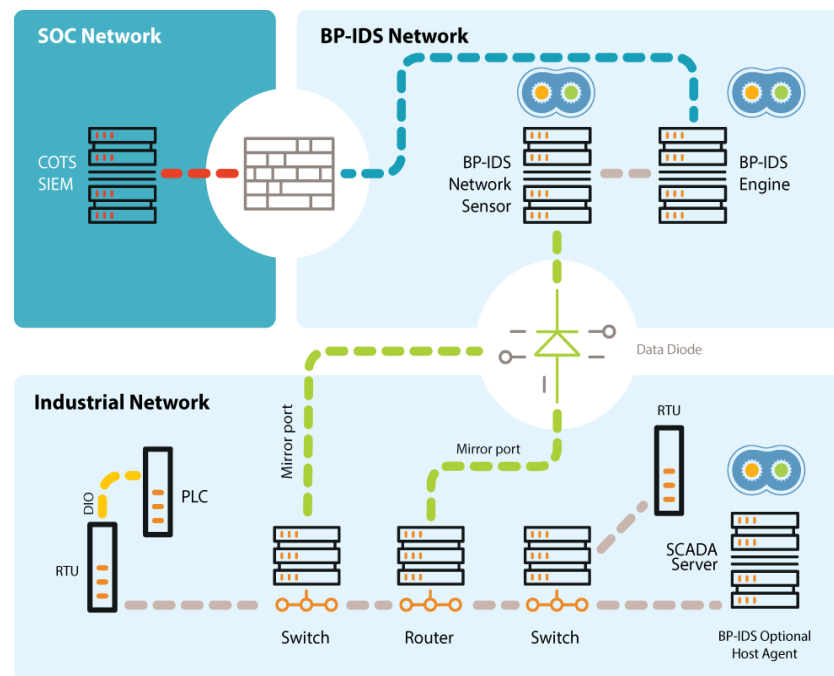 SOC Network
BP-IDS Network
COTS
SIEM
BP-IDS
Network
Sensor
BP-IDS
Engine
Data Diode
Industrial Network
Mirror port
Mirror port
RTU
DIO
PLC
RTU
SCADA
Server
Switch
Router
Switch
BP-IDS Optional
Host Agent